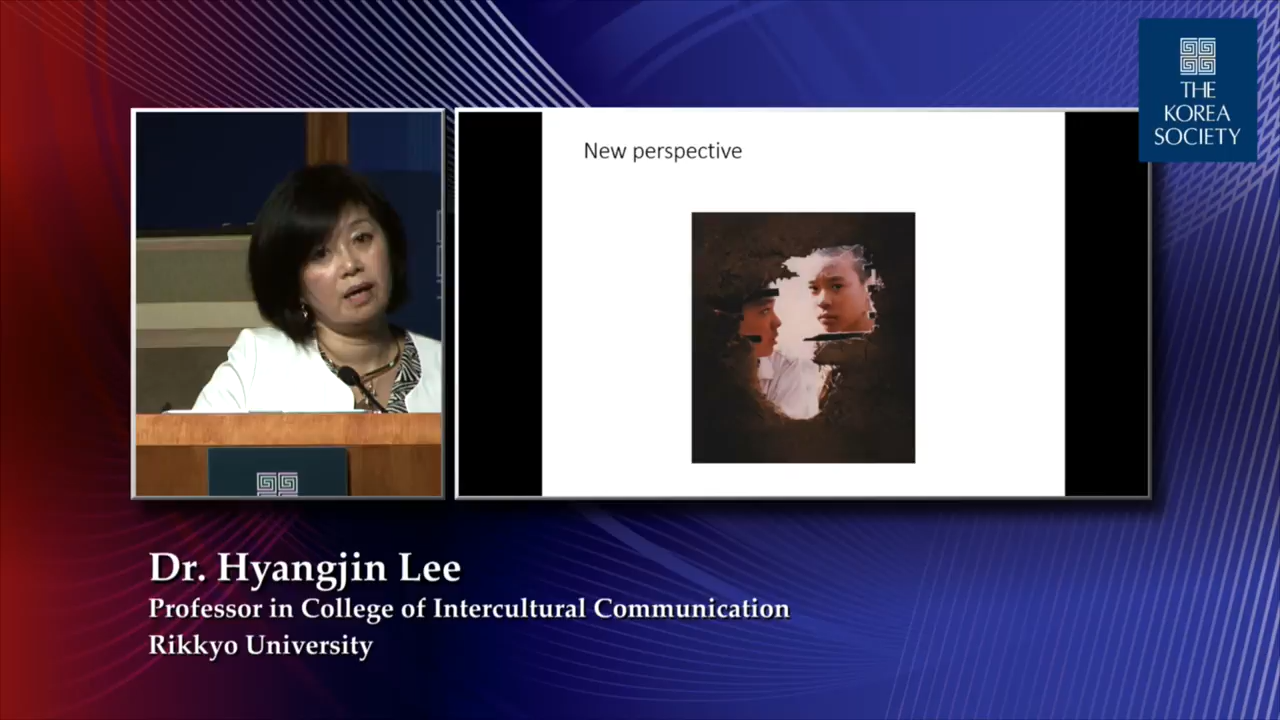 THE
KOREA
SOCIETY
New perspective
Dr. Hyangjin Lee
Professor in College of Intercultural Communication
Rikkyo University